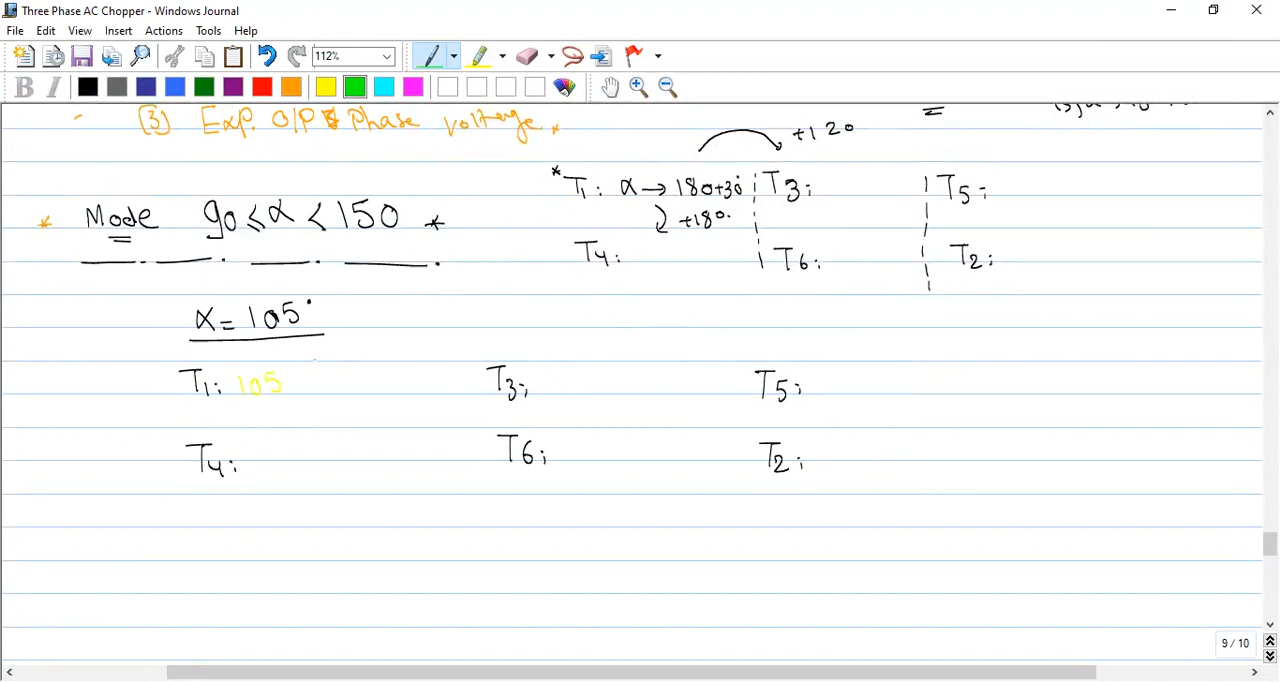 Three Phase AC Chopper - Windows Journal
File Edit View Insert Actions Tools Help
112%
B I
(3) Exp. O/P Phase voltage
+120
* T1: α → 180+30 T3: T5:
* Mode 90 ≤ α < 150 *
+180
T4: T6: T2:
α = 105°
T1: 105 T3: T5:
T4: T6: T2:
9 / 10